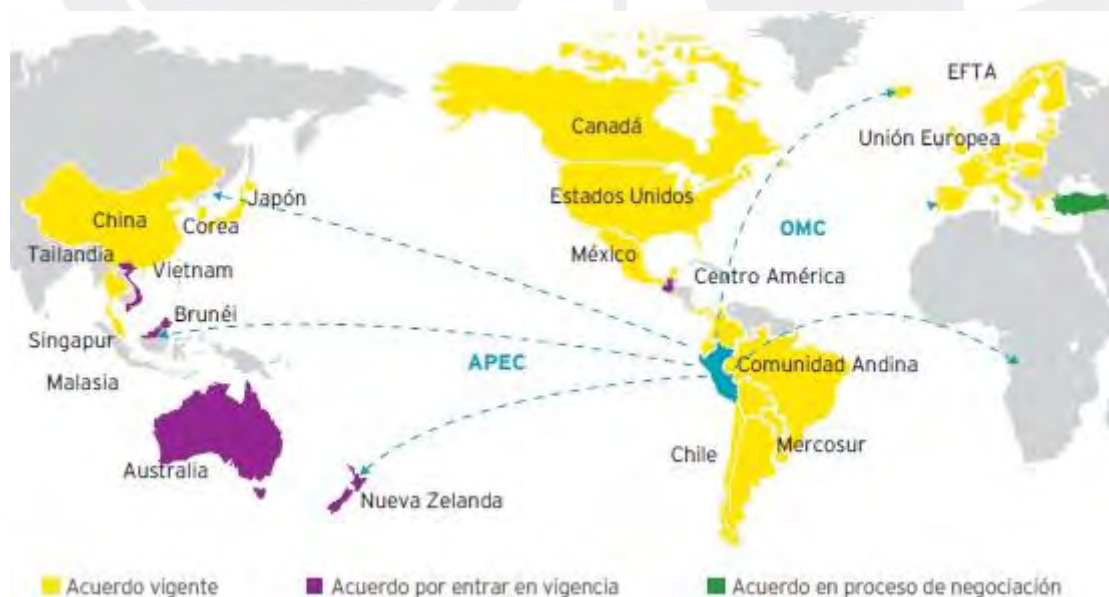 EFTA
Canadá
Unión Europea
Japón
Estados Unidos
China
Corea
OMC
Tailandia
México
Vietnam
Centro América
Brunéi
Singapur
APEC
Comunidad Andina
Malasia
Mercosur
Chile
Australia
Nueva Zelanda
Acuerdo vigente
Acuerdo por entrar en vigencia
Acuerdo en proceso de negociación